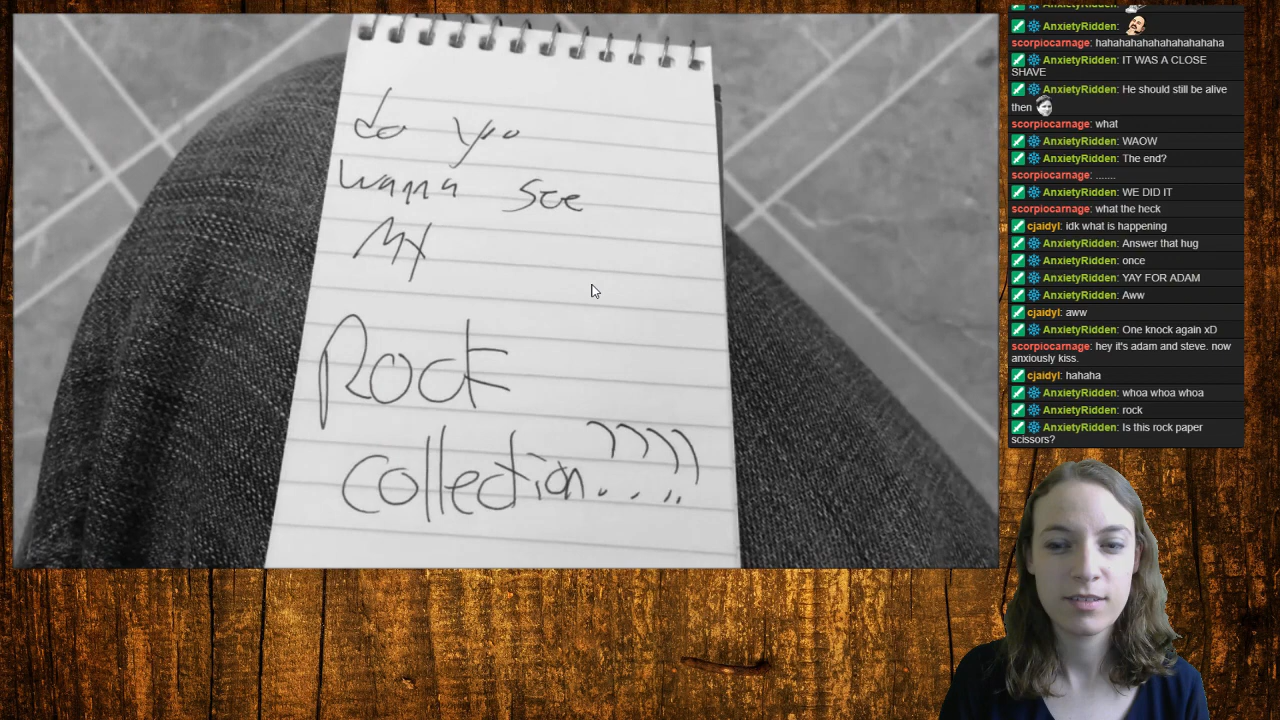 do you
wanna see
MY
Rock
collection????
AnxietyRidden:
AnxietyRidden:
scorpiocarnage: hahahahahahahahahahaha
AnxietyRidden: IT WAS A CLOSE
SHAVE
AnxietyRidden: He should still be alive
then
scorpiocarnage: what
AnxietyRidden: WAOW
AnxietyRidden: The end?
scorpiocarnage: .......
AnxietyRidden: WE DID IT
scorpiocarnage: what the heck
cjaidyl: idk what is happening
AnxietyRidden: Answer that hug
AnxietyRidden: once
AnxietyRidden: YAY FOR ADAM
AnxietyRidden: Aww
cjaidyl: aww
AnxietyRidden: One knock again xD
scorpiocarnage: hey it's adam and steve. now
anxiously kiss.
cjaidyl: hahaha
AnxietyRidden: whoa whoa whoa
AnxietyRidden: rock
AnxietyRidden: Is this rock paper
scissors?